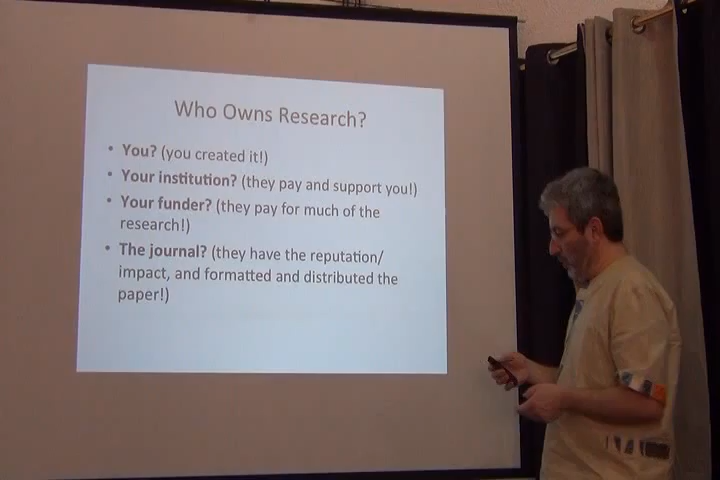 Who Owns Research?
• You? (you created it!)
• Your institution? (they pay and support you!)
• Your funder? (they pay for much of the
research!)
• The journal? (they have the reputation/
impact, and formatted and distributed the
paper!)